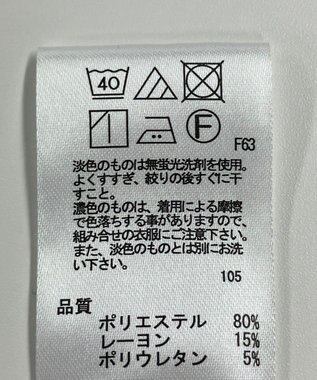 40
F
F63
淡色のものは無蛍光洗剤を使用。
よくすすぎ、絞りの後すぐに干
すこと。
濃色のものは、着用による摩擦
で色落ちする事がありますので、
組み合せの衣服にご注意下さい。
また、淡色のものとは別にお洗
い下さい。
105
品質
ポリエステル 80%
レーヨン 15%
ポリウレタン 5%